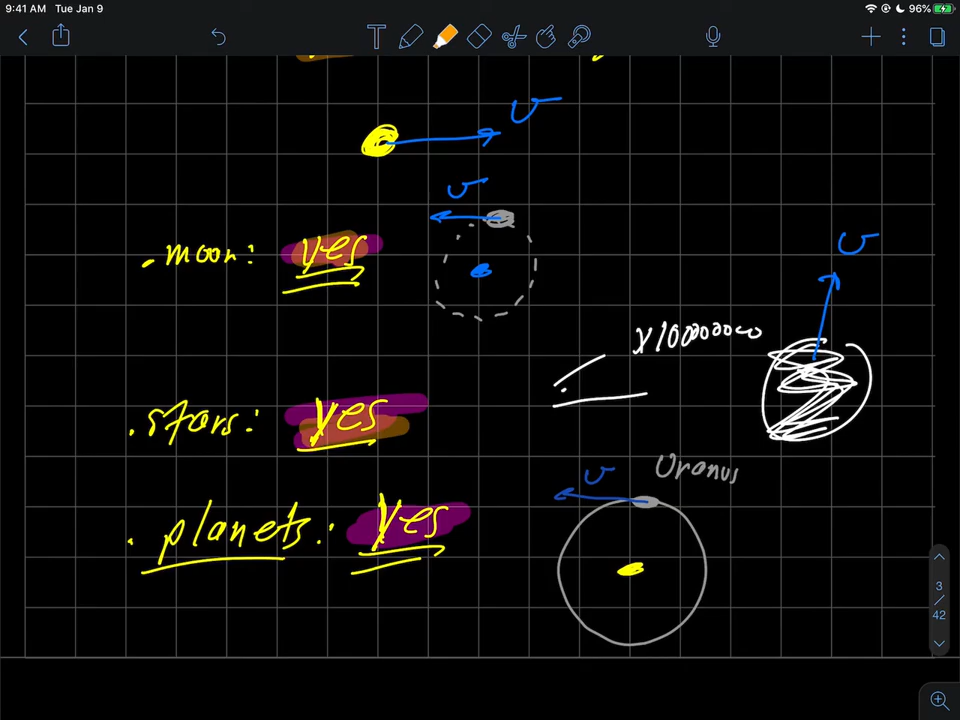 9:41 AM Tue Jan 9
96%
T
v
v
. moon: yes
v
x100000000
. stars: yes
Uranus
v
. planets: yes
3
/
42